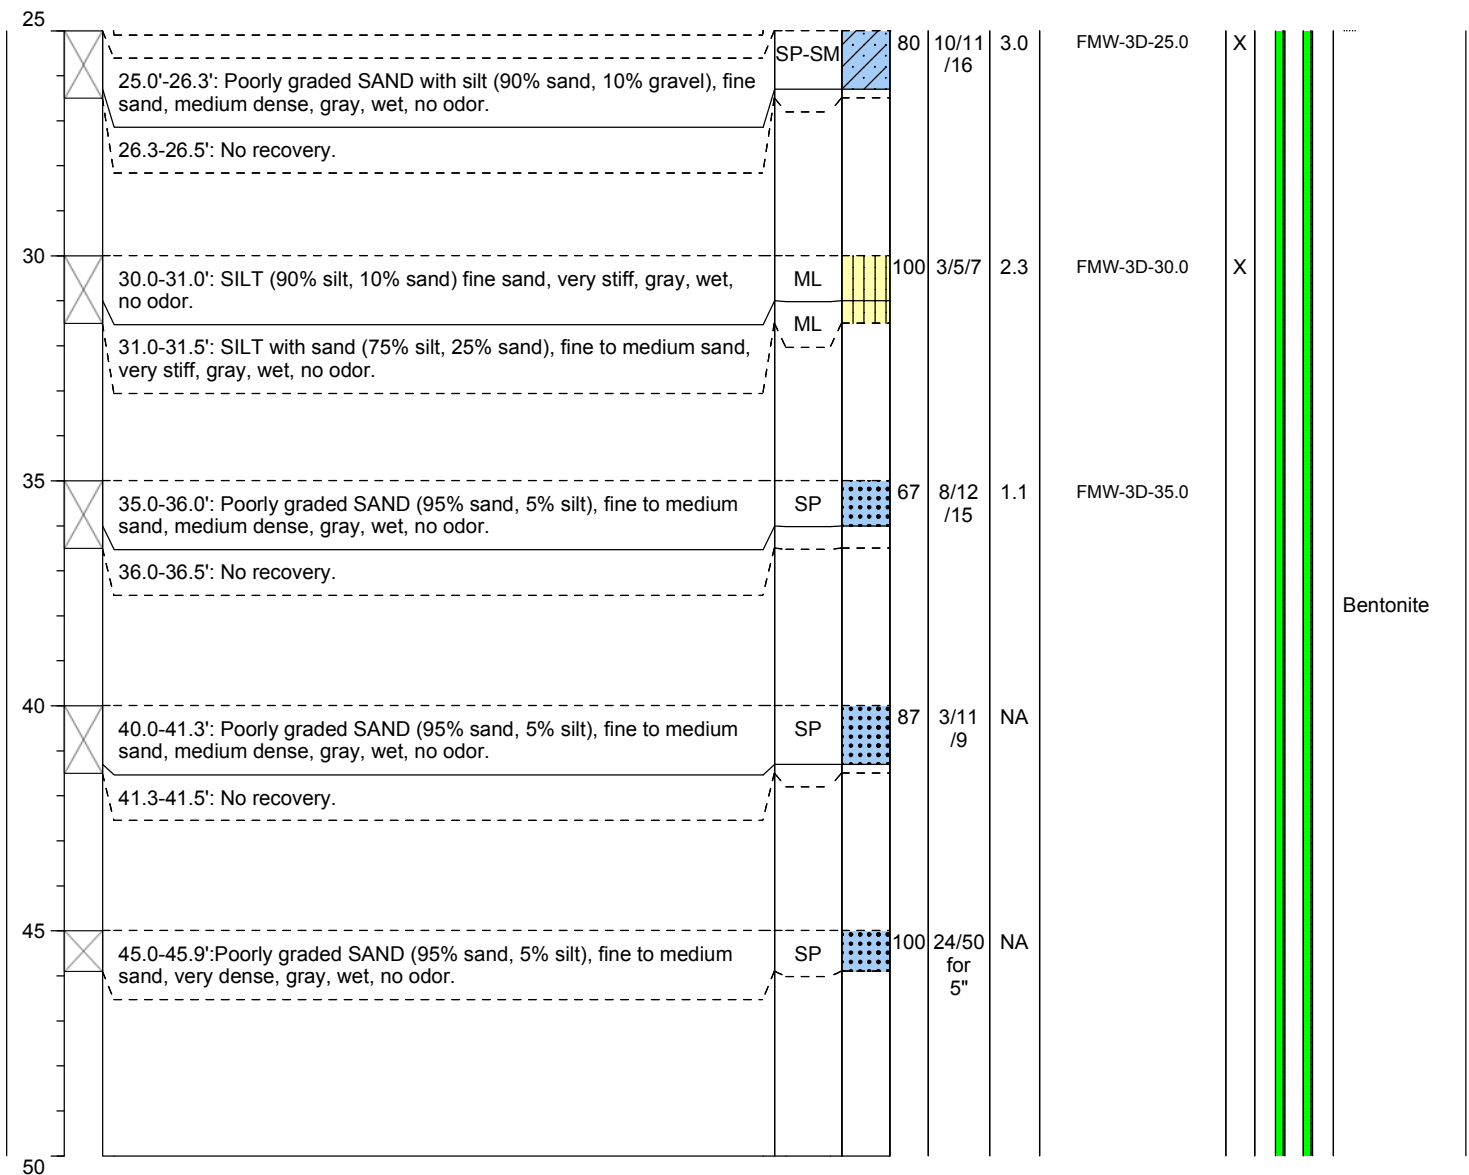 25
SP-SM
80
10/11
/16
3.0
FMW-3D-25.0
X
25.0'-26.3': Poorly graded SAND with silt (90% sand, 10% gravel), fine
sand, medium dense, gray, wet, no odor.
26.3-26.5': No recovery.
30
30.0-31.0': SILT (90% silt, 10% sand) fine sand, very stiff, gray, wet,
no odor.
ML
100
3/5/7
2.3
FMW-3D-30.0
X
ML
31.0-31.5': SILT with sand (75% silt, 25% sand), fine to medium sand,
very stiff, gray, wet, no odor.
35
35.0-36.0': Poorly graded SAND (95% sand, 5% silt), fine to medium
sand, medium dense, gray, wet, no odor.
SP
67
8/12
/15
1.1
FMW-3D-35.0
36.0-36.5': No recovery.
Bentonite
40
40.0-41.3': Poorly graded SAND (95% sand, 5% silt), fine to medium
sand, medium dense, gray, wet, no odor.
SP
87
3/11
/9
NA
41.3-41.5': No recovery.
45
45.0-45.9':Poorly graded SAND (95% sand, 5% silt), fine to medium
sand, very dense, gray, wet, no odor.
SP
100
24/50
for
5"
NA
50